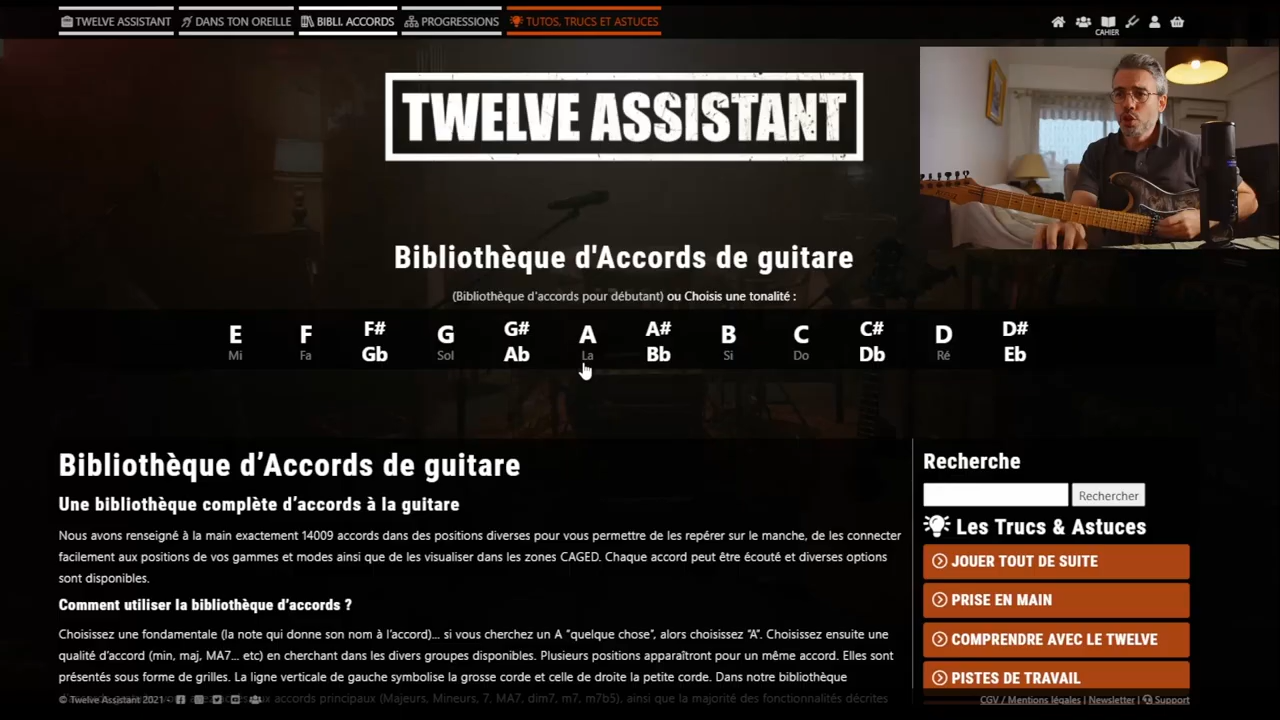 TWELVE ASSISTANT DANS TON OREILLE BIBLI. ACCORDS PROGRESSIONS TUTOS, TRUCS ET ASTUCES
CAHIER
TWELVE ASSISTANT
Bibliothèque d'Accords de guitare
(Bibliothèque d'accords pour débutant) ou Choisis une tonalité :
E F F# G G# A A# B C C# D D#
Mi Fa Gb Sol Ab La Bb Si Do Db Ré Eb
Bibliothèque d’Accords de guitare
Une bibliothèque complète d’accords à la guitare
Nous avons renseigné à la main exactement 14009 accords dans des positions diverses pour vous permettre de les repérer sur le manche, de les connecter
facilement aux positions de vos gammes et modes ainsi que de les visualiser dans les zones CAGED. Chaque accord peut être écouté et diverses options
sont disponibles.
Comment utiliser la bibliothèque d’accords ?
Choisissez une fondamentale (la note qui donne son nom à l’accord)... si vous cherchez un A “quelque chose”, alors choisissez “A”. Choisissez ensuite une
qualité d’accord (min, maj, MA7... etc) en cherchant dans les divers groupes disponibles. Plusieurs positions apparaîtront pour un même accord. Elles sont
présentés sous forme de grilles. La ligne verticale de gauche symbolise la grosse corde et celle de droite la petite corde. Dans notre bibliothèque
accords principaux (Majeurs, Mineurs, 7, MA7, dim7, m7, m7b5), ainsi que la majorité des fonctionnalités décrites
Recherche
Rechercher
Les Trucs & Astuces
JOUER TOUT DE SUITE
PRISE EN MAIN
COMPRENDRE AVEC LE TWELVE
PISTES DE TRAVAIL
© Twelve Assistant 2021 - CGV / Mentions légales | Newsletter | Support